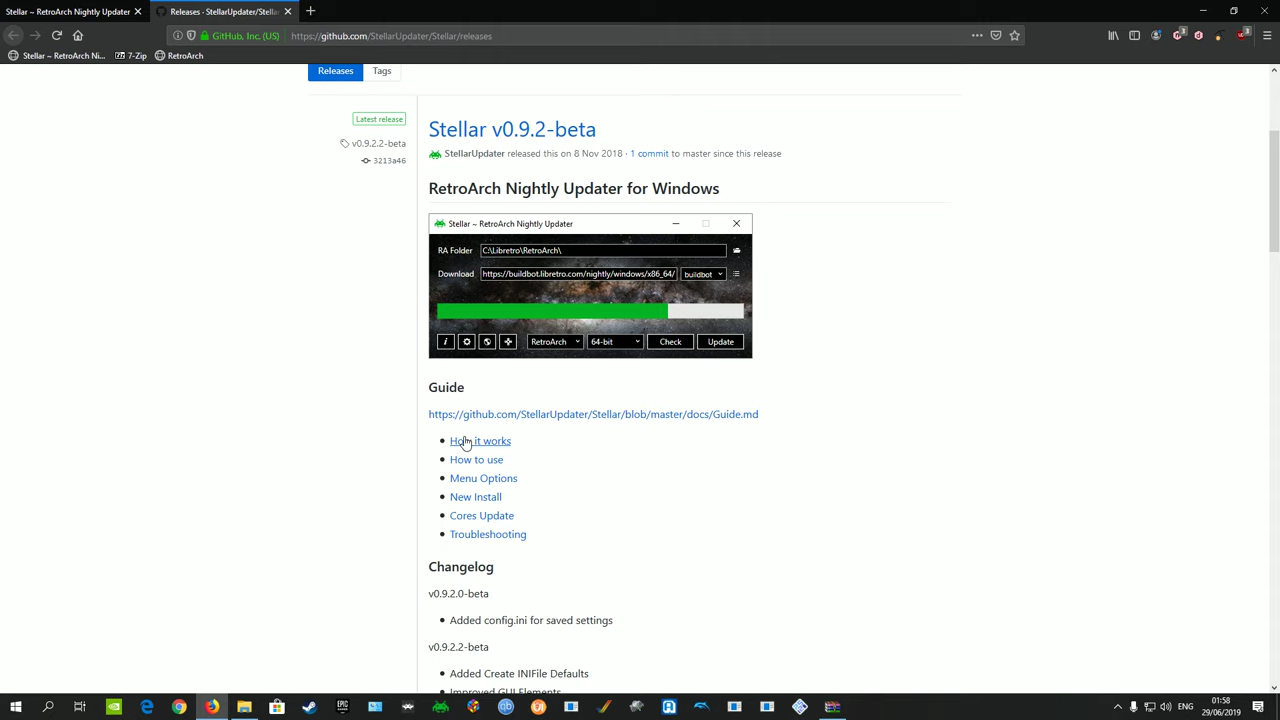 Stellar ~ RetroArch Nightly Updater
Releases · StellarUpdater/Stella
GitHub, Inc. (US)
https://github.com/StellarUpdater/Stellar/releases
Stellar ~ RetroArch Ni...
7-Zip
RetroArch
Releases
Tags
Latest release
v0.9.2.2-beta
3213a46
Stellar v0.9.2-beta
StellarUpdater released this on 8 Nov 2018 · 1 commit to master since this release
RetroArch Nightly Updater for Windows
Stellar ~ RetroArch Nightly Updater
RA Folder C:\Libretro\RetroArch\
Download https://buildbot.libretro.com/nightly/windows/x86_64/ buildbot
i RetroArch 64-bit Check Update
Guide
https://github.com/StellarUpdater/Stellar/blob/master/docs/Guide.md
How it works
How to use
Menu Options
New Install
Cores Update
Troubleshooting
Changelog
v0.9.2.0-beta
Added config.ini for saved settings
v0.9.2.2-beta
Added Create INIFile Defaults
Improved GUI Elements
ENG
01:58
29/06/2019